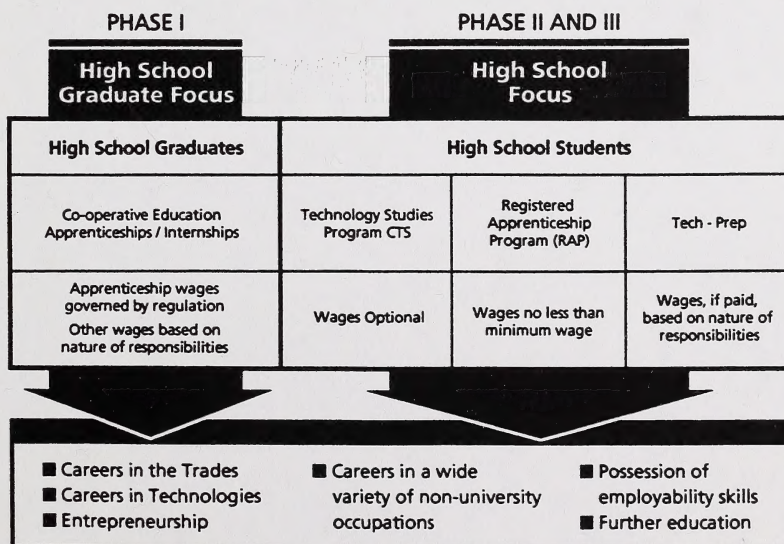 PHASE I
PHASE II AND III
High School
Graduate Focus
High School
Focus
High School Graduates
High School Students
Co-operative Education
Apprenticeships / Internships
Technology Studies
Program CTS
Registered
Apprenticeship
Program (RAP)
Tech - Prep
Apprenticeship wages
governed by regulation
Other wages based on
nature of responsibilities
Wages Optional
Wages no less than
minimum wage
Wages, if paid,
based on nature of
responsibilities
■ Careers in the Trades
■ Careers in Technologies
■ Entrepreneurship
■ Careers in a wide
variety of non-university
occupations
■ Possession of
employability skills
■ Further education